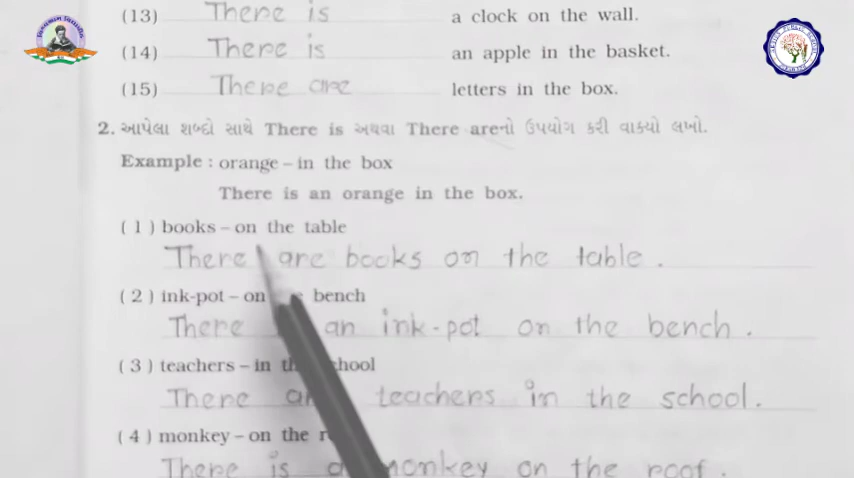 (13) There is a clock on the wall.
(14) There is an apple in the basket.
(15) There are letters in the box.
2. આપેલા શબ્દો સાથે There is અથવા There areનો ઉપયોગ કરી વાક્યો લખો.
Example : orange – in the box
There is an orange in the box.
( 1 ) books – on the table
There are books on the table .
( 2 ) ink-pot – on bench
There an ink-pot on the bench .
( 3 ) teachers – in
There teachers in the school .
( 4 ) monkey – on the
There is monkey on the roof .